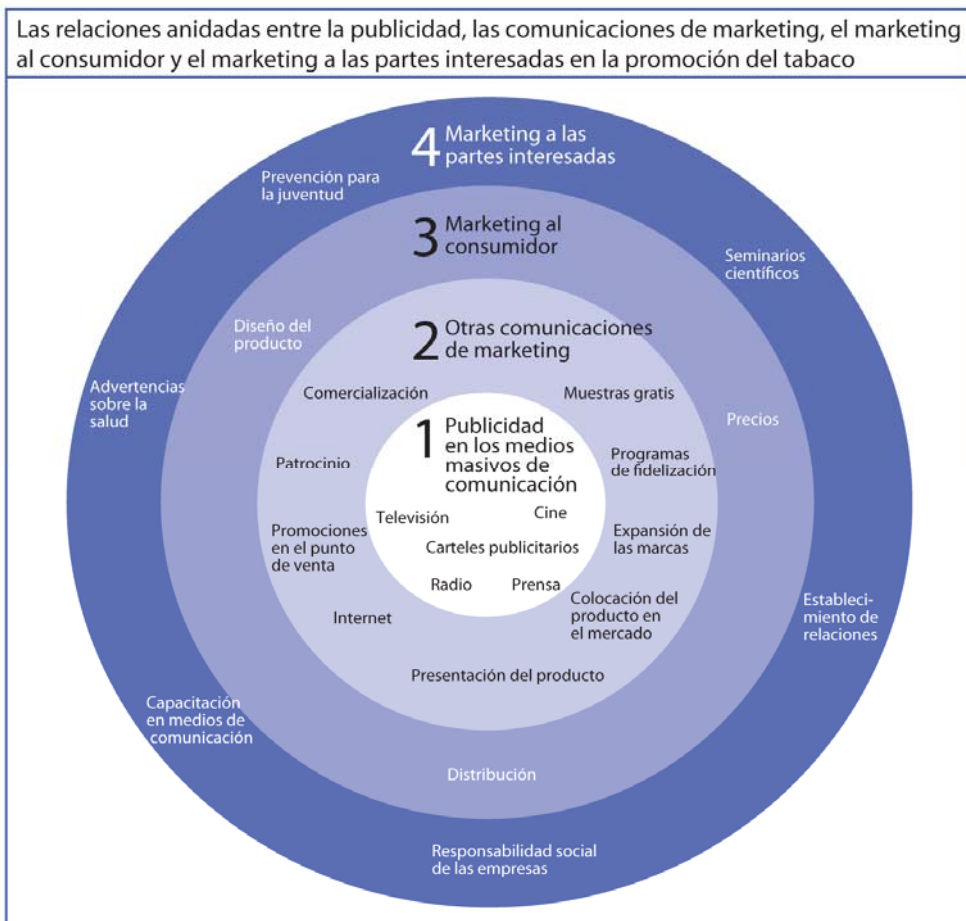 Las relaciones anidadas entre la publicidad, las comunicaciones de marketing, el marketing
al consumidor y el marketing a las partes interesadas en la promoción del tabaco
4 Marketing a las
partes interesadas
Prevención para
la juventud
3 Marketing al
consumidor
Seminarios
científicos
Diseño del
producto
2 Otras comunicaciones
de marketing
Advertencias
sobre la
salud
Comercialización
Muestras gratis
Precios
1 Publicidad
en los medios
masivos de
comunicación
Patrocinio
Programas
de fidelización
Televisión
Cine
Promociones
en el punto
de venta
Carteles publicitarios
Expansión de
las marcas
Radio
Prensa
Internet
Colocación del
producto en
el mercado
Estableci-
miento de
relaciones
Presentación del producto
Capacitación
en medios de
comunicación
Distribución
Responsabilidad social
de las empresas